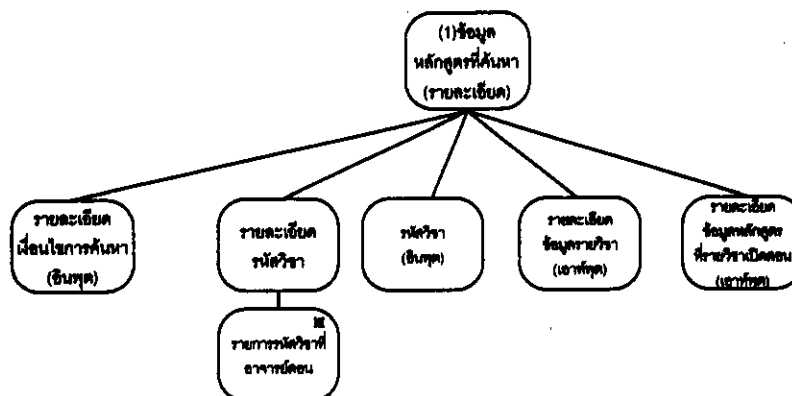 (1)ข้อมูล
หลักสูตรที่ค้นหา
(รายละเอียด)
รายละเอียด
เงื่อนไขการค้นหา
(อินพุต)
รายละเอียด
รหัสวิชา
รหัสวิชา
(อินพุต)
รายละเอียด
ข้อมูลรายวิชา
(เอาท์พุต)
รายละเอียด
ข้อมูลหลักสูตร
ที่รายวิชาเปิดสอน
(เอาท์พุต)
รายการรหัสวิชาที่
อาจารย์สอน